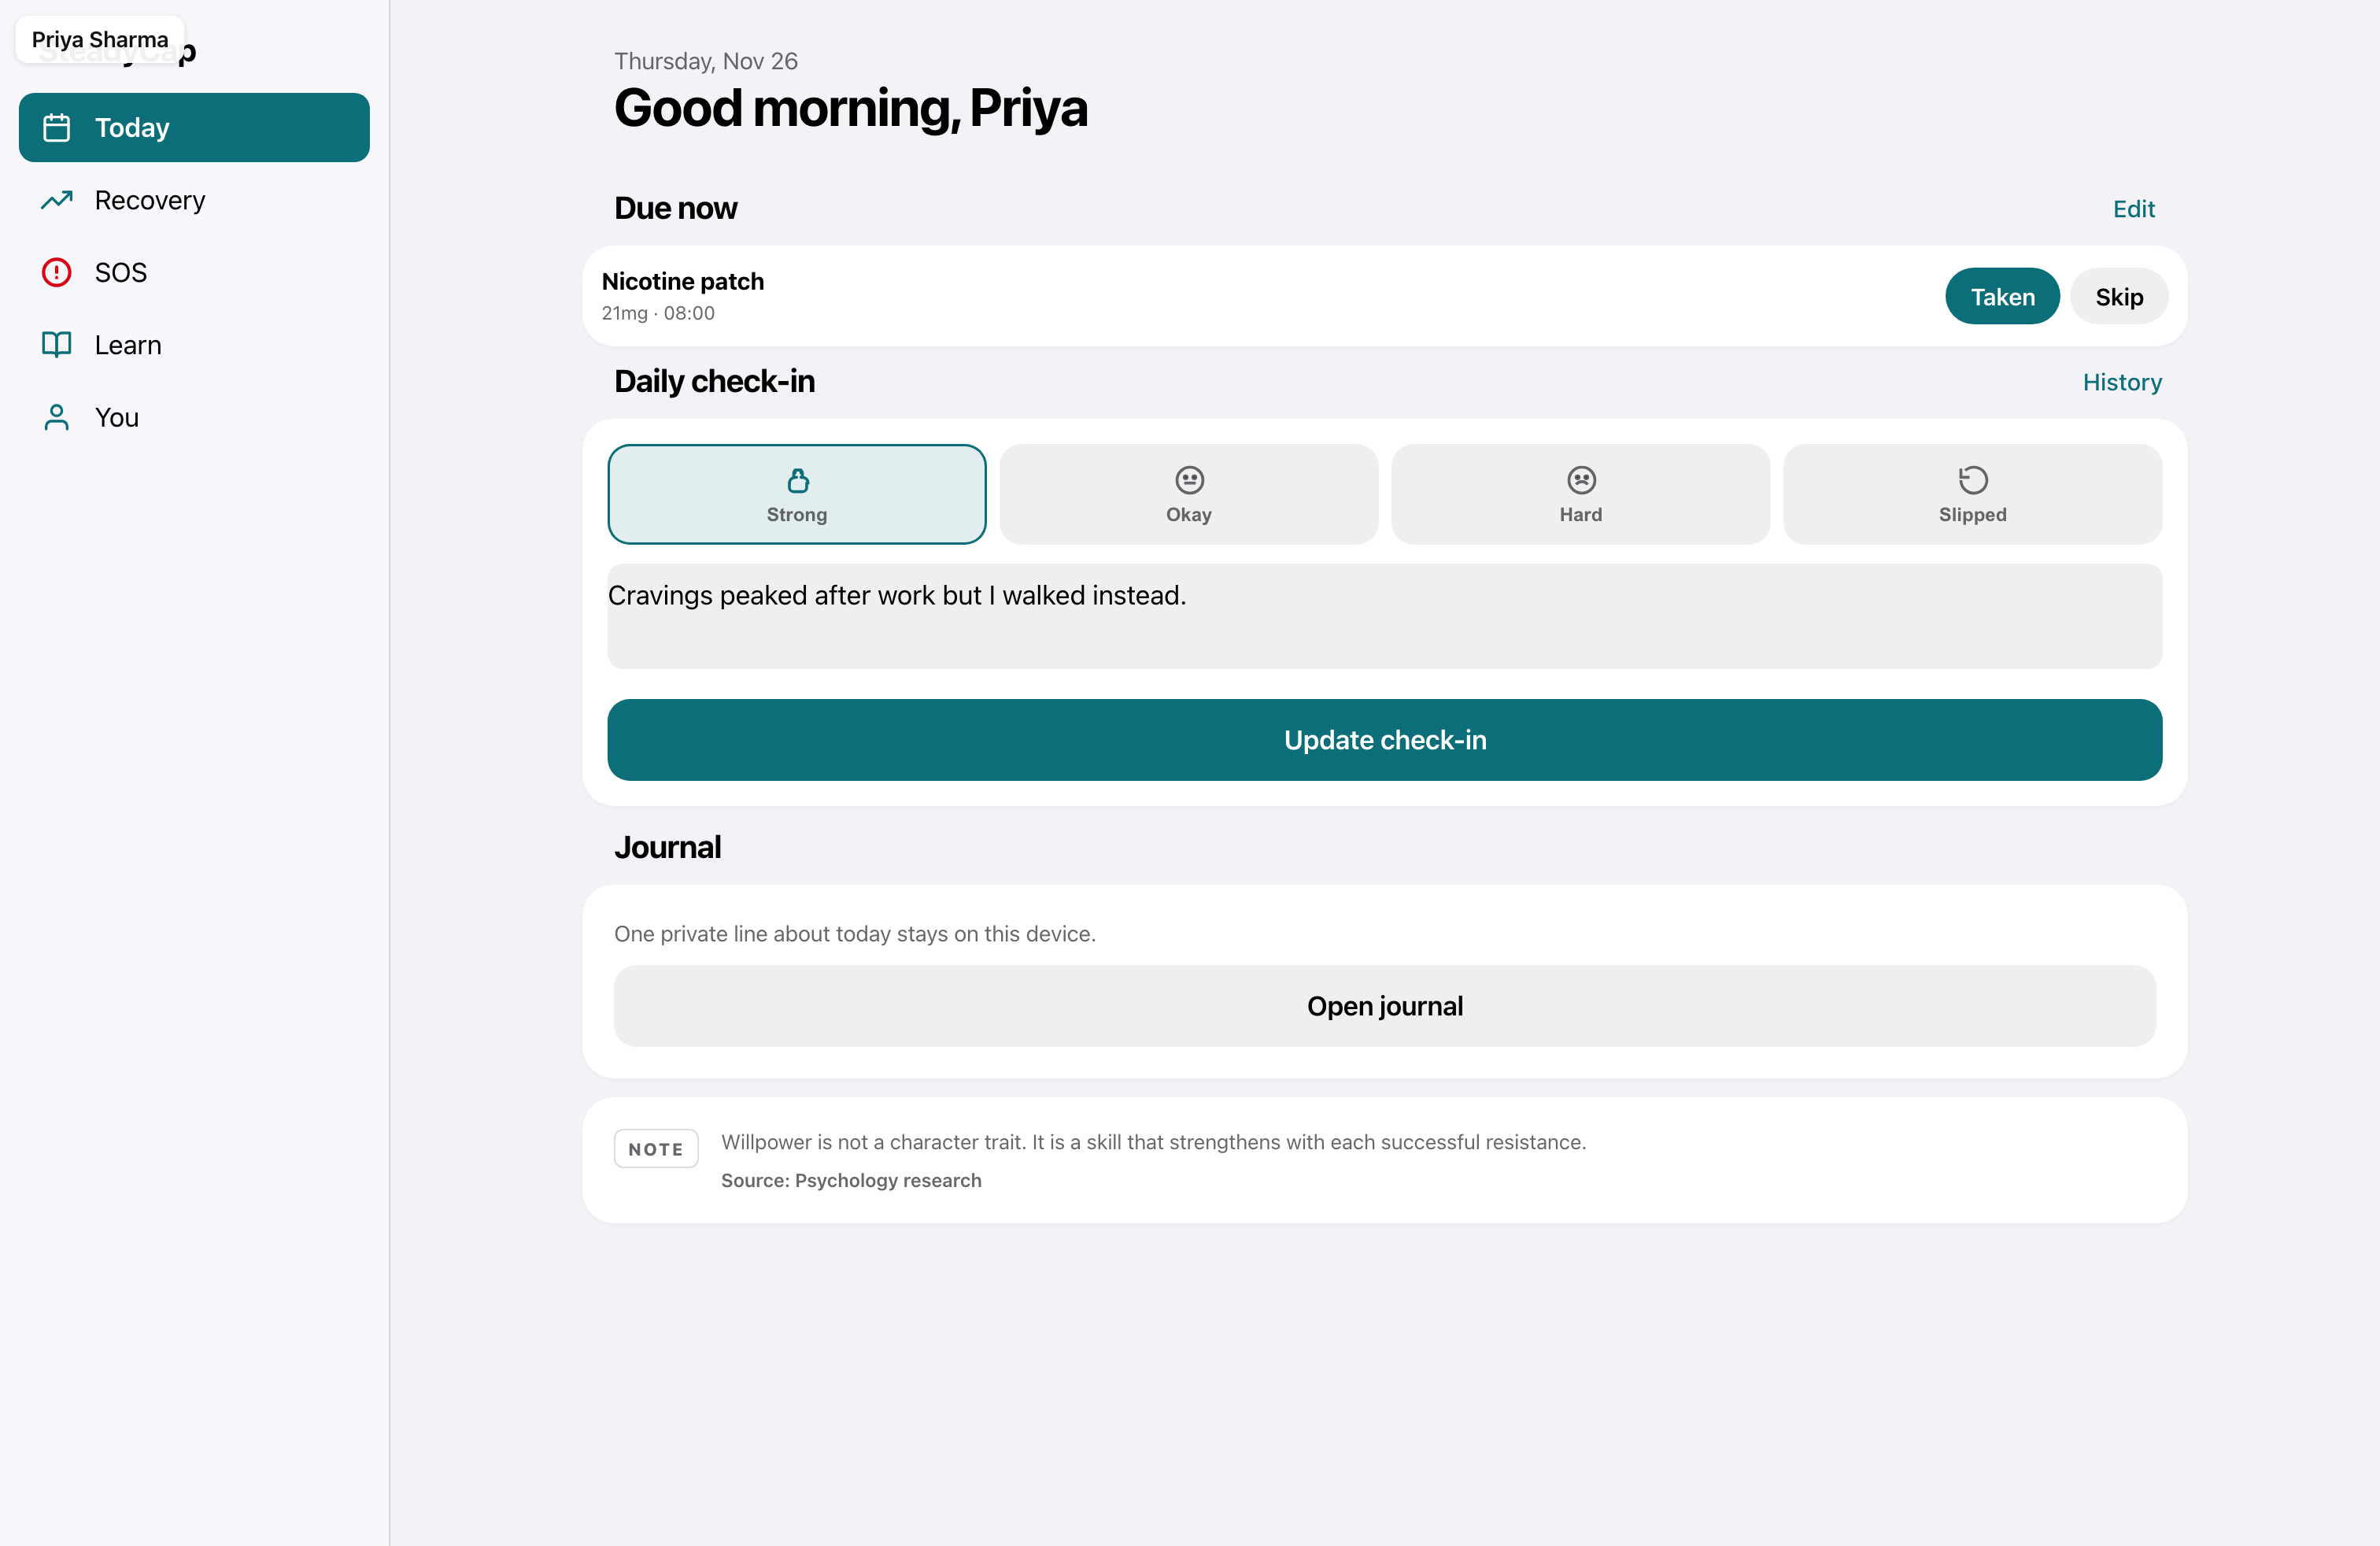 Priya Sharma
Today
Recovery
SOS
Learn
You
Thursday, Nov 26
Good morning, Priya
Due now
Edit
Nicotine patch
21mg · 08:00
Taken
Skip
Daily check-in
History
Strong
Okay
Hard
Slipped
Cravings peaked after work but I walked instead.
Update check-in
Journal
One private line about today stays on this device.
Open journal
NOTE
Willpower is not a character trait. It is a skill that strengthens with each successful resistance.
Source: Psychology research